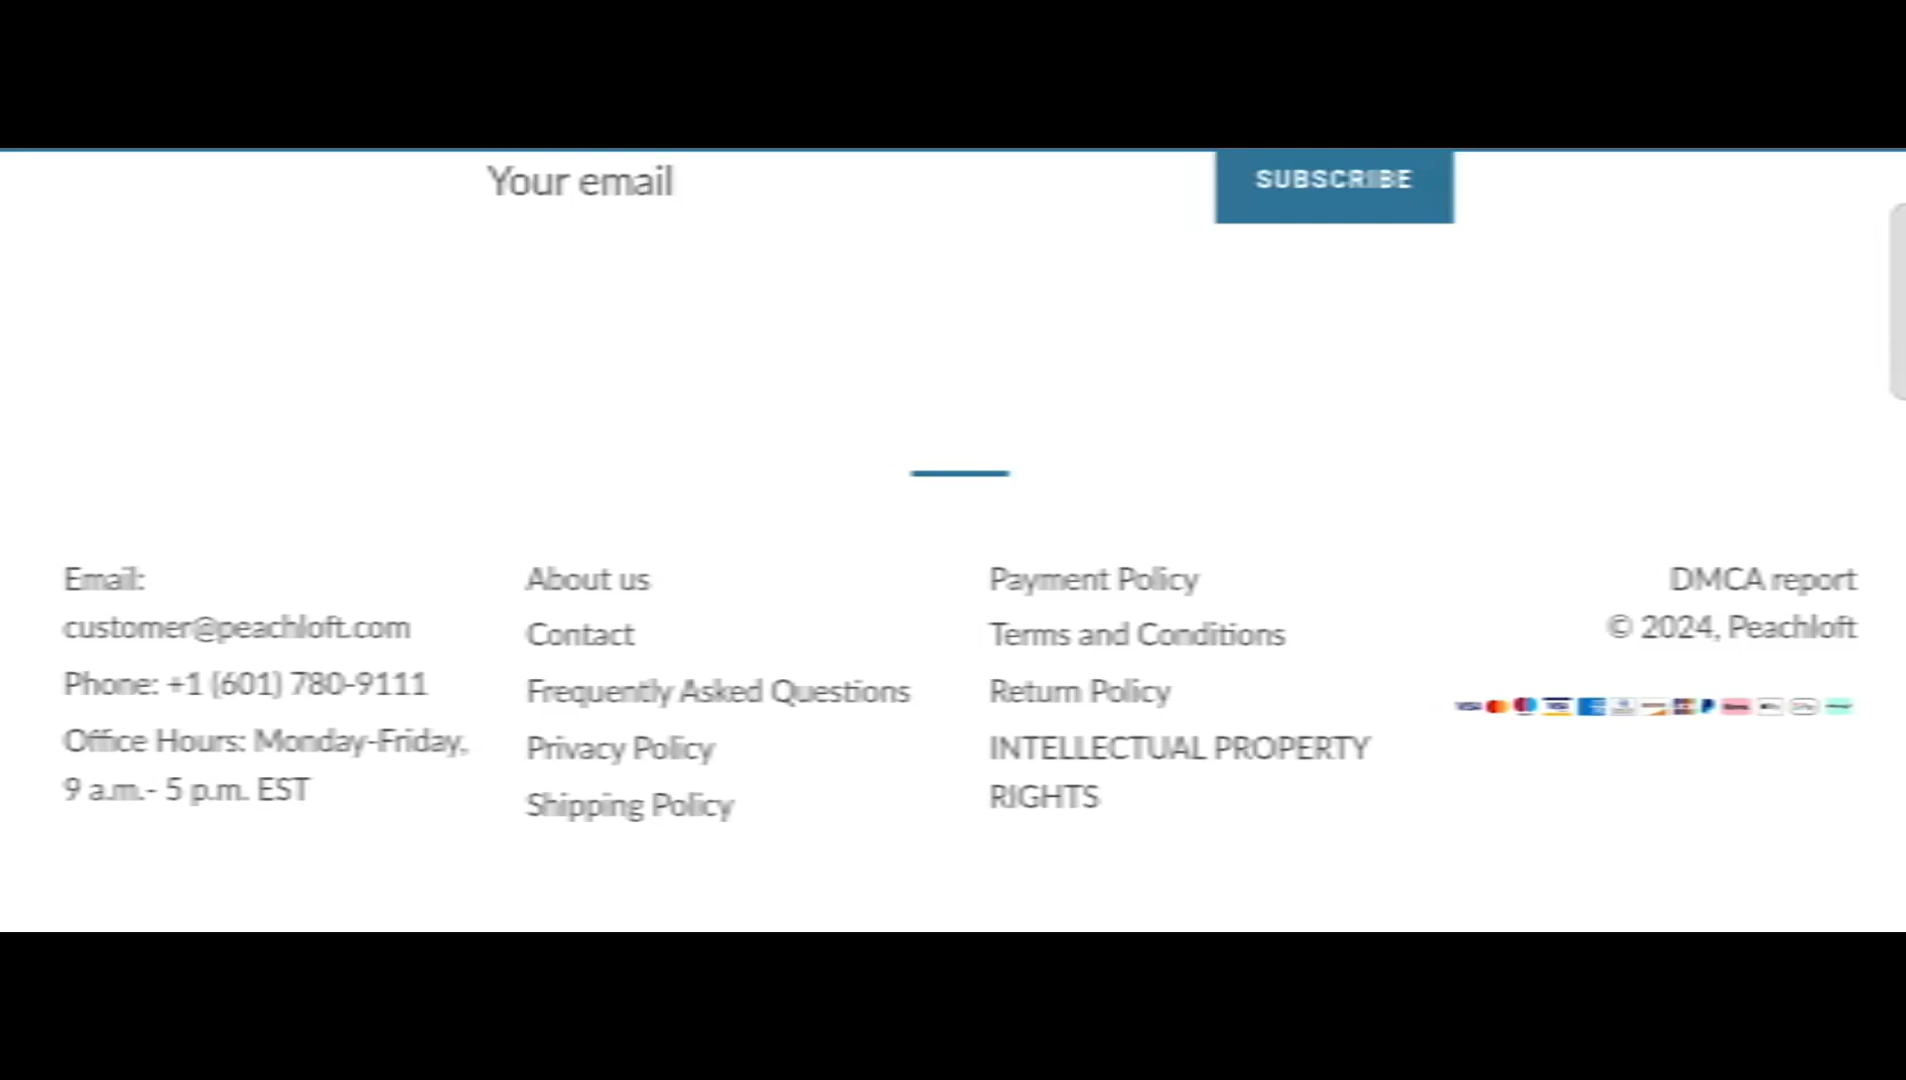 Your email
SUBSCRIBE
Email:
customer@peachloft.com
Phone: +1 (601) 780-9111
Office Hours: Monday-Friday,
9 a.m.- 5 p.m. EST
About us
Contact
Frequently Asked Questions
Privacy Policy
Shipping Policy
Payment Policy
Terms and Conditions
Return Policy
INTELLECTUAL PROPERTY
RIGHTS
DMCA report
© 2024, Peachloft
VISA